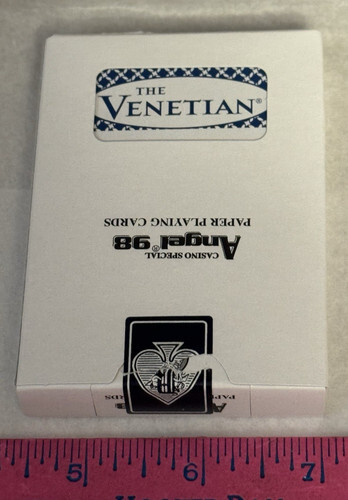 THE
VENETIAN®
CASINO SPECIAL
Angel®98
PAPER PLAYING CARDS
5 6 7